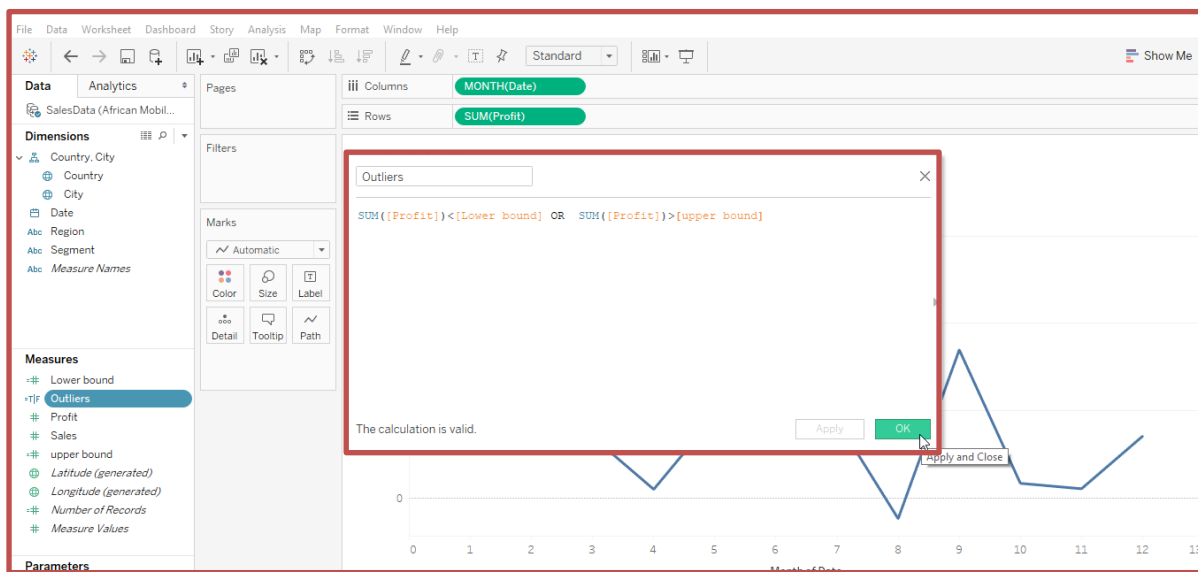 File Data Worksheet Dashboard Story Analysis Map Format Window Help
Standard
Show Me
Data Analytics
SalesData (African Mobil...
Dimensions
Country, City
Country
City
Date
Abc Region
Abc Segment
Abc Measure Names
Measures
Lower bound
=T|F Outliers
# Profit
# Sales
=# upper bound
Latitude (generated)
Longitude (generated)
=# Number of Records
# Measure Values
Parameters
Pages
Filters
Marks
Automatic
Color Size Label
Detail Tooltip Path
iii Columns MONTH(Date)
Rows SUM(Profit)
Outliers
SUM([Profit])<[Lower bound] OR SUM([Profit])>[upper bound]
The calculation is valid.
Apply OK
Apply and Close
0
0 1 2 3 4 5 6 7 8 9 10 11 12 13
Month of Date